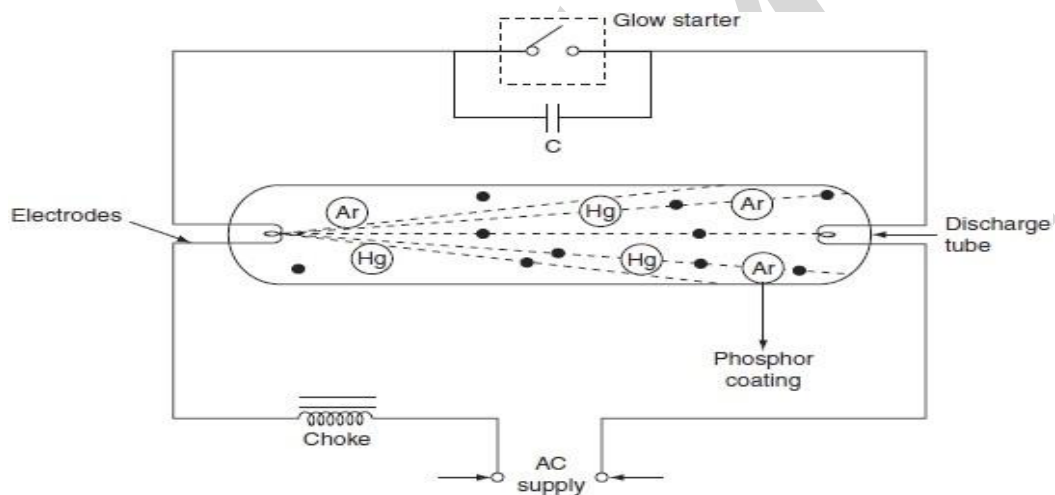 Glow starter
C
Electrodes
Ar
Hg
Ar
Hg
Hg
Ar
Discharge
tube
Phosphor
coating
Choke
AC
supply